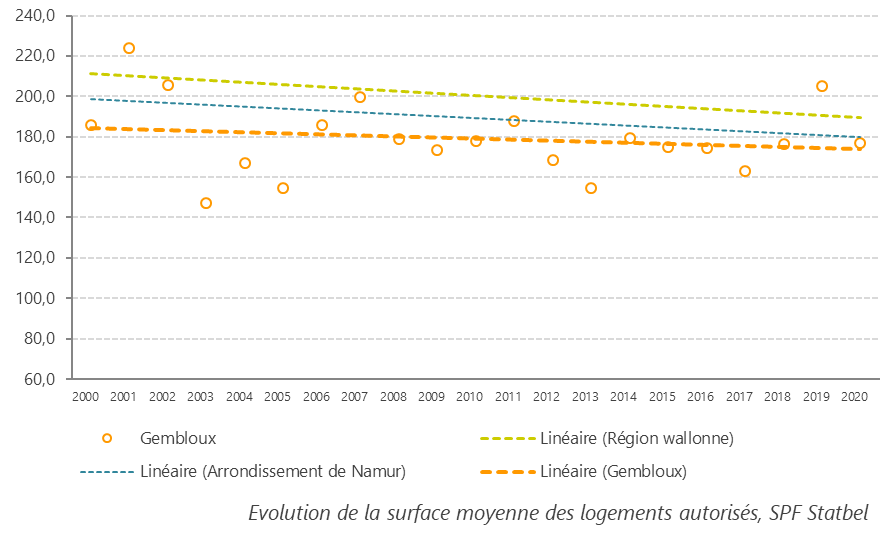 240,0
220,0
200,0
180,0
160,0
140,0
120,0
100,0
80,0
60,0
2000 2001 2002 2003 2004 2005 2006 2007 2008 2009 2010 2011 2012 2013 2014 2015 2016 2017 2018 2019 2020
Gembloux Linéaire (Région wallonne)
Linéaire (Arrondissement de Namur) Linéaire (Gembloux)
Evolution de la surface moyenne des logements autorisés, SPF Statbel